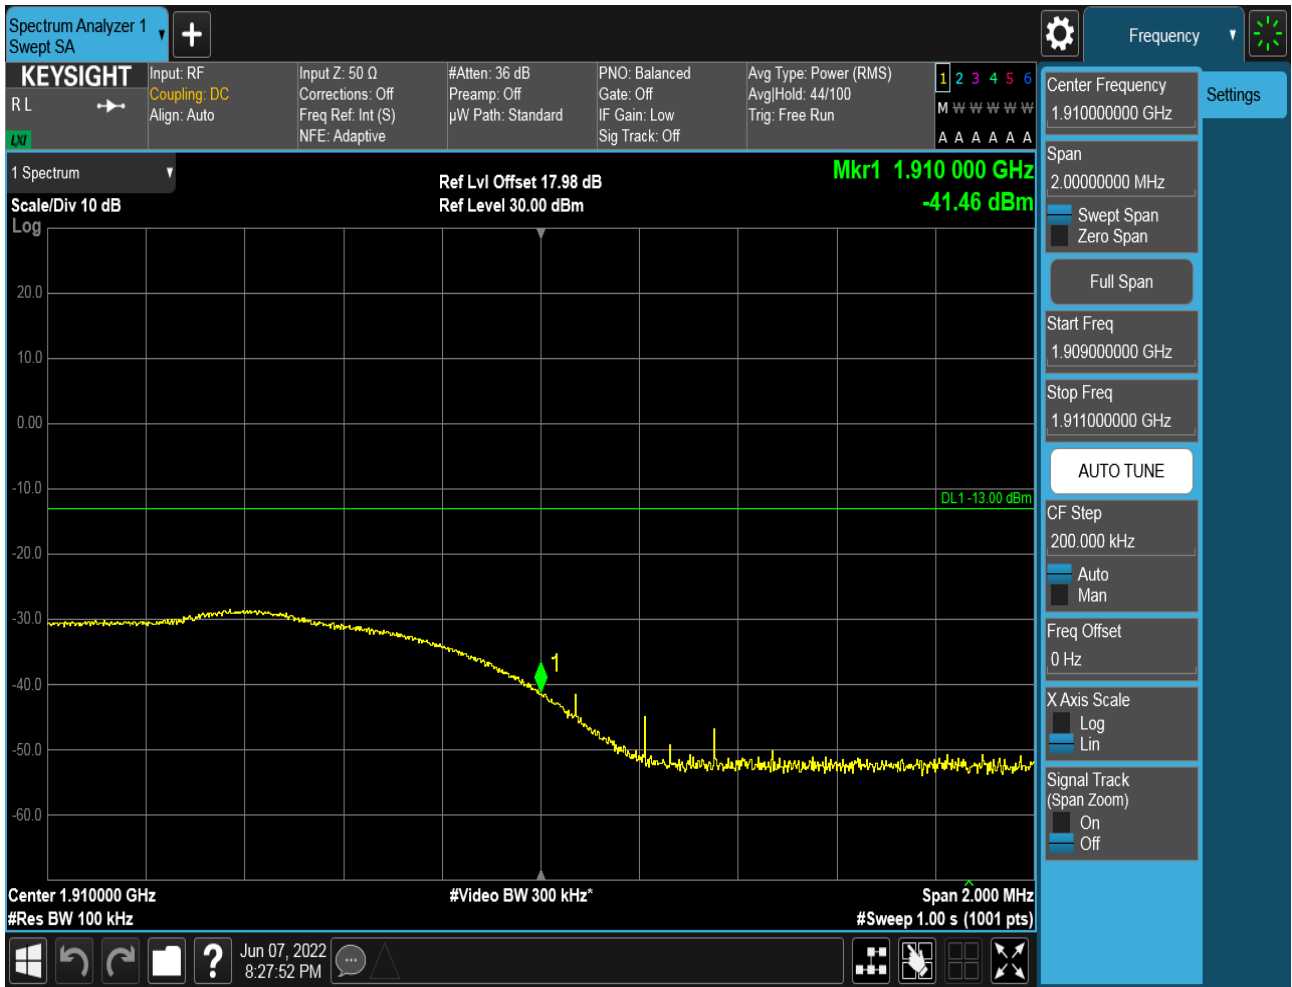 Spectrum Analyzer 1
Swept SA
Frequency
KEYSIGHT
R L
LXI
Input: RF
Coupling: DC
Align: Auto
Input Z: 50 Ω
Corrections: Off
Freq Ref: Int (S)
NFE: Adaptive
#Atten: 36 dB
Preamp: Off
µW Path: Standard
PNO: Balanced
Gate: Off
IF Gain: Low
Sig Track: Off
Avg Type: Power (RMS)
Avg|Hold: 44/100
Trig: Free Run
1 2 3 4 5 6
M W W W W W
A A A A A A
1 Spectrum
Scale/Div 10 dB
Log
Ref Lvl Offset 17.98 dB
Ref Level 30.00 dBm
Mkr1 1.910 000 GHz
-41.46 dBm
20.0
10.0
0.00
-10.0
DL1 -13.00 dBm
-20.0
-30.0
1
-40.0
-50.0
-60.0
Center 1.910000 GHz
#Video BW 300 kHz*
Span 2.000 MHz
#Res BW 100 kHz
#Sweep 1.00 s (1001 pts)
Jun 07, 2022
8:27:52 PM
Center Frequency
1.910000000 GHz
Settings
Span
2.00000000 MHz
Swept Span
Zero Span
Full Span
Start Freq
1.909000000 GHz
Stop Freq
1.911000000 GHz
AUTO TUNE
CF Step
200.000 kHz
Auto
Man
Freq Offset
0 Hz
X Axis Scale
Log
Lin
Signal Track
(Span Zoom)
On
Off